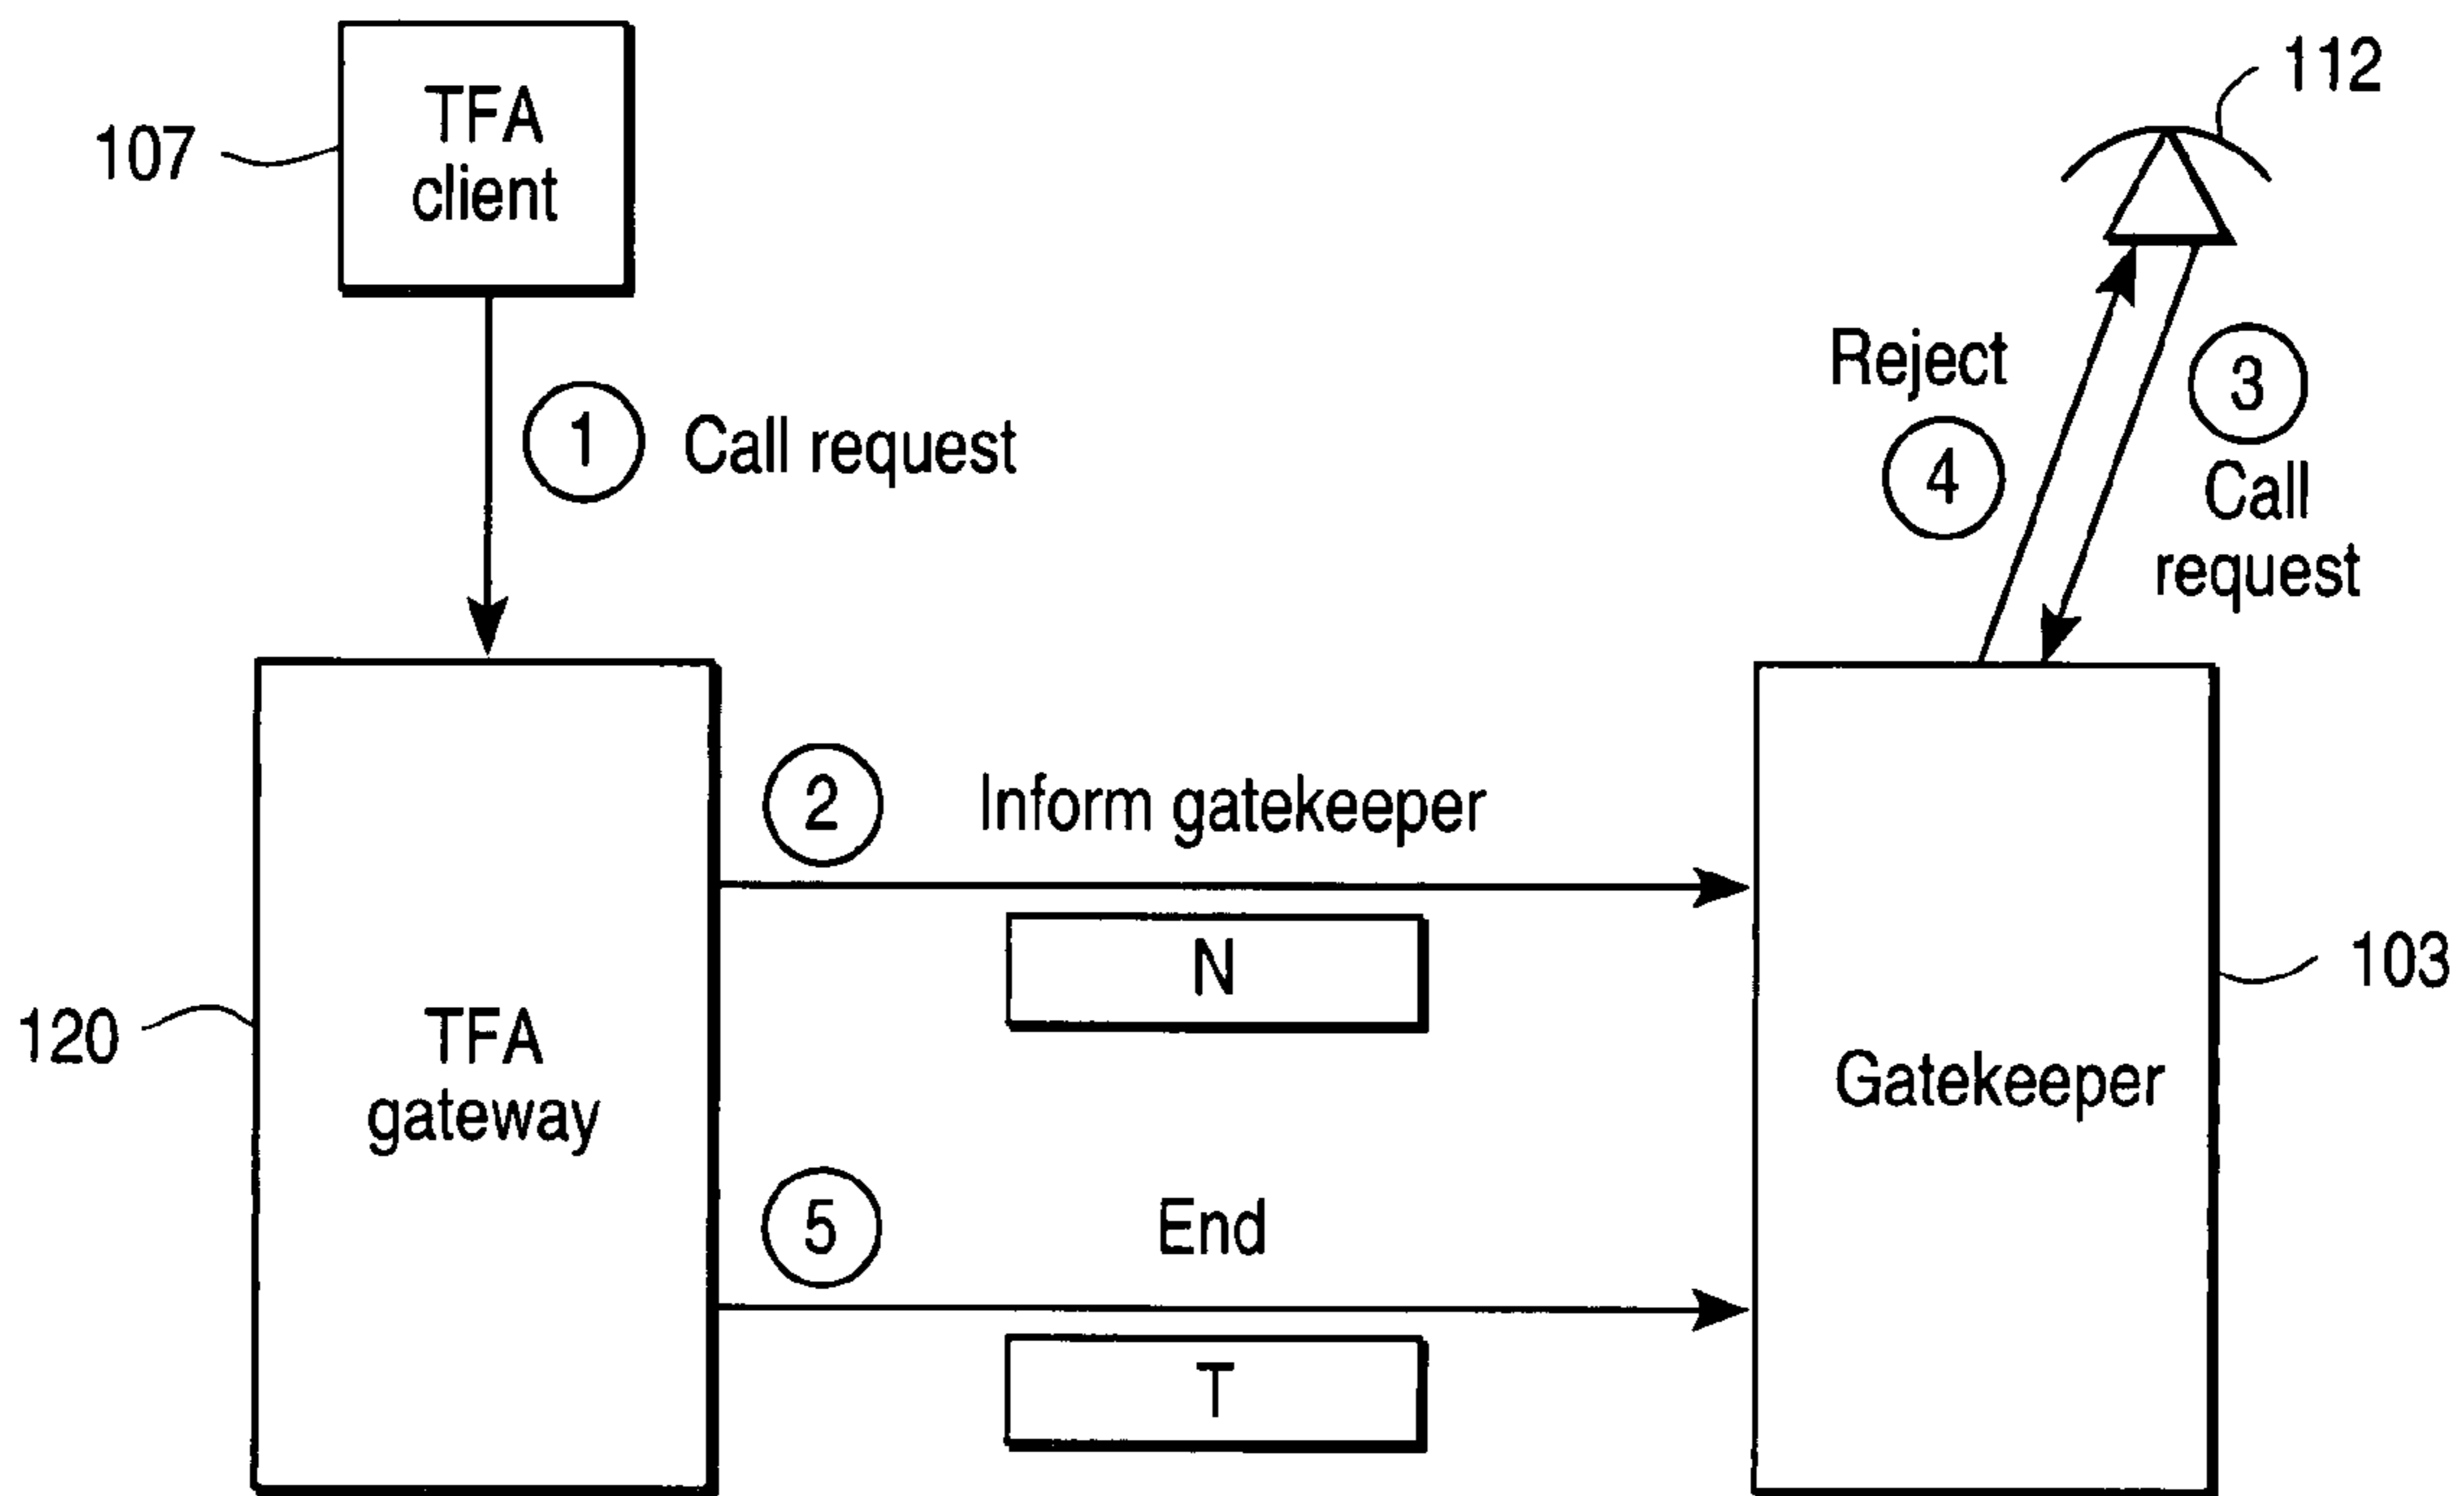 112
TFA
client
107
Reject
3
1
Call request
4
Call
request
2
Inform gatekeeper
N
103
120
TFA
gateway
Gatekeeper
5
End
T